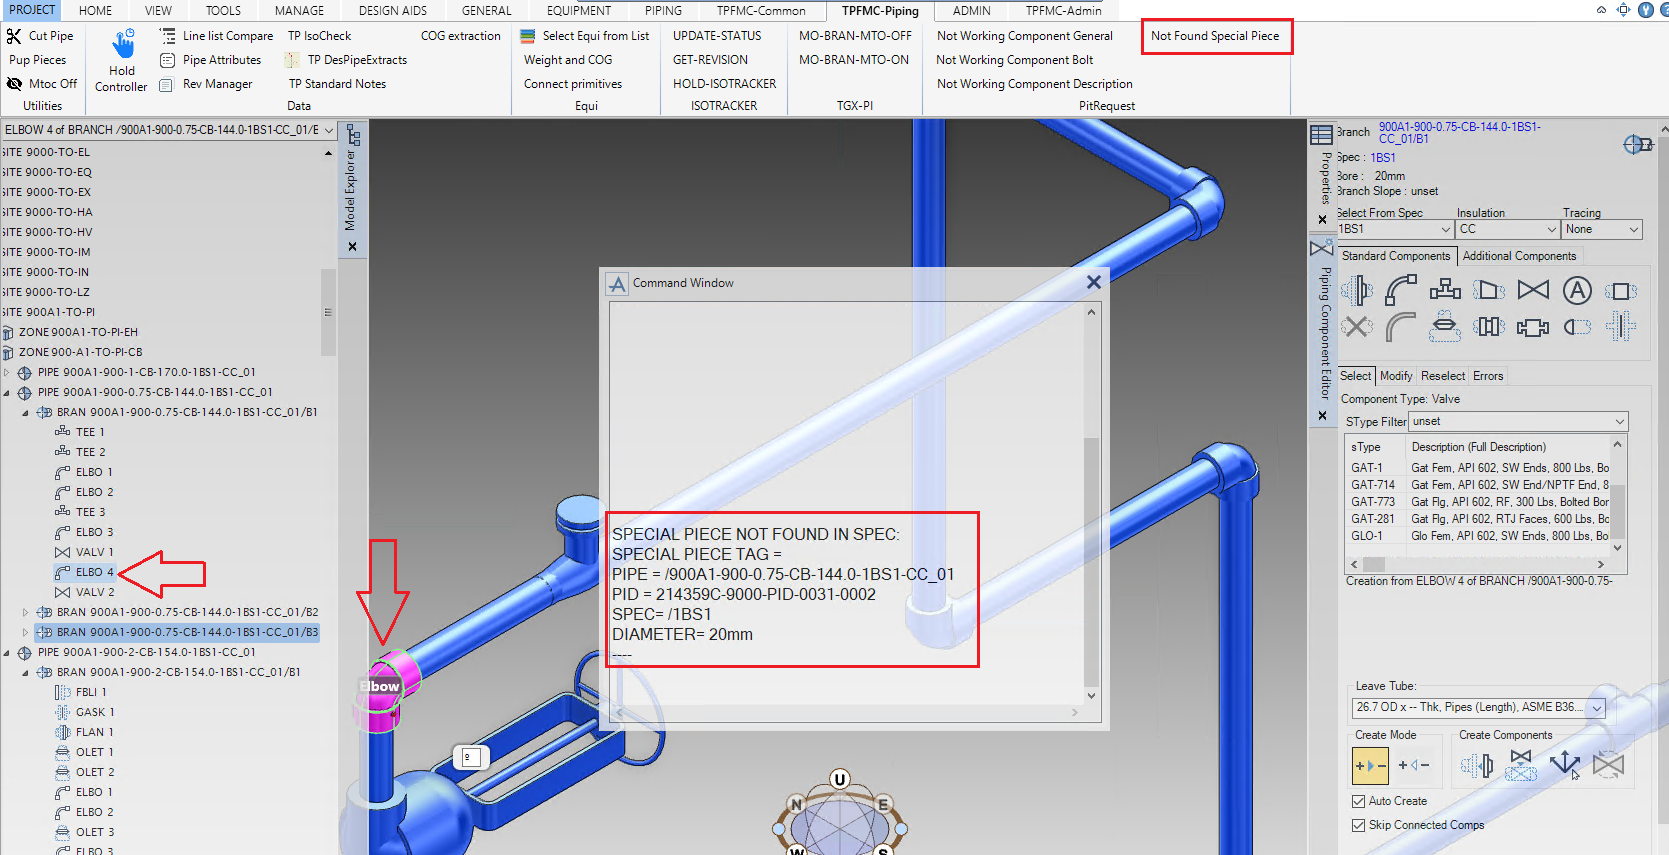 PROJECT HOME VIEW TOOLS MANAGE DESIGN AIDS GENERAL EQUIPMENT PIPING TPFMC-Common TPFMC-Piping ADMIN TPFMC-Admin
Cut Pipe
Pup Pieces
Mtoc Off
Utilities
Hold
Controller
Line list Compare
Pipe Attributes
Rev Manager
TP IsoCheck
TP DesPipeExtracts
TP Standard Notes
COG extraction
Data
Select Equi from List
Weight and COG
Connect primitives
Equi
UPDATE-STATUS
GET-REVISION
HOLD-ISOTRACKER
ISOTRACKER
MO-BRAN-MTO-OFF
MO-BRAN-MTO-ON
TGX-PI
Not Working Component General
Not Working Component Bolt
Not Working Component Description
Not Found Special Piece
PitRequest
ELBOW 4 of BRANCH /900A1-900-0.75-CB-144.0-1BS1-CC_01/E
SITE 9000-TO-EL
SITE 9000-TO-EQ
SITE 9000-TO-EX
SITE 9000-TO-HA
SITE 9000-TO-HV
SITE 9000-TO-IM
SITE 9000-TO-IN
SITE 9000-TO-LZ
SITE 900A1-TO-PI
ZONE 900A1-TO-PI-EH
ZONE 900-A1-TO-PI-CB
PIPE 900A1-900-1-CB-170.0-1BS1-CC_01
PIPE 900A1-900-0.75-CB-144.0-1BS1-CC_01
BRAN 900A1-900-0.75-CB-144.0-1BS1-CC_01/B1
TEE 1
TEE 2
ELBO 1
ELBO 2
TEE 3
ELBO 3
VALV 1
ELBO 4
VALV 2
BRAN 900A1-900-0.75-CB-144.0-1BS1-CC_01/B2
BRAN 900A1-900-0.75-CB-144.0-1BS1-CC_01/B3
PIPE 900A1-900-2-CB-154.0-1BS1-CC_01
BRAN 900A1-900-2-CB-154.0-1BS1-CC_01/B1
FBLI 1
GASK 1
FLAN 1
OLET 1
OLET 2
ELBO 1
ELBO 2
OLET 3
ELBO 3
Model Explorer
Elbow
Command Window
SPECIAL PIECE NOT FOUND IN SPEC:
SPECIAL PIECE TAG =
PIPE = /900A1-900-0.75-CB-144.0-1BS1-CC_01
PID = 214359C-9000-PID-0031-0002
SPEC= /1BS1
DIAMETER= 20mm
----
U
N
E
W
S
Properties
Piping Component Editor
Branch 900A1-900-0.75-CB-144.0-1BS1-
CC_01/B1
Spec : 1BS1
Bore : 20mm
Branch Slope : unset
Select From Spec Insulation Tracing
1BS1 CC None
Standard Components Additional Components
Select Modify Reselect Errors
Component Type: Valve
SType Filter unset
sType Description (Full Description)
GAT-1 Gat Fem, API 602, SW Ends, 800 Lbs, Bo
GAT-714 Gat Fem, API 602, SW End/NPTF End, 8
GAT-773 Gat Flg, API 602, RF, 300 Lbs, Bolted Bor
GAT-281 Gat Flg, API 602, RTJ Faces, 600 Lbs, Bo
GLO-1 Glo Fem, API 602, SW Ends, 800 Lbs, Bo
Creation from ELBOW 4 of BRANCH /900A1-900-0.75-
Leave Tube:
26.7 OD x -- Thk, Pipes (Length), ASME B36....
Create Mode Create Components
Auto Create
Skip Connected Comps